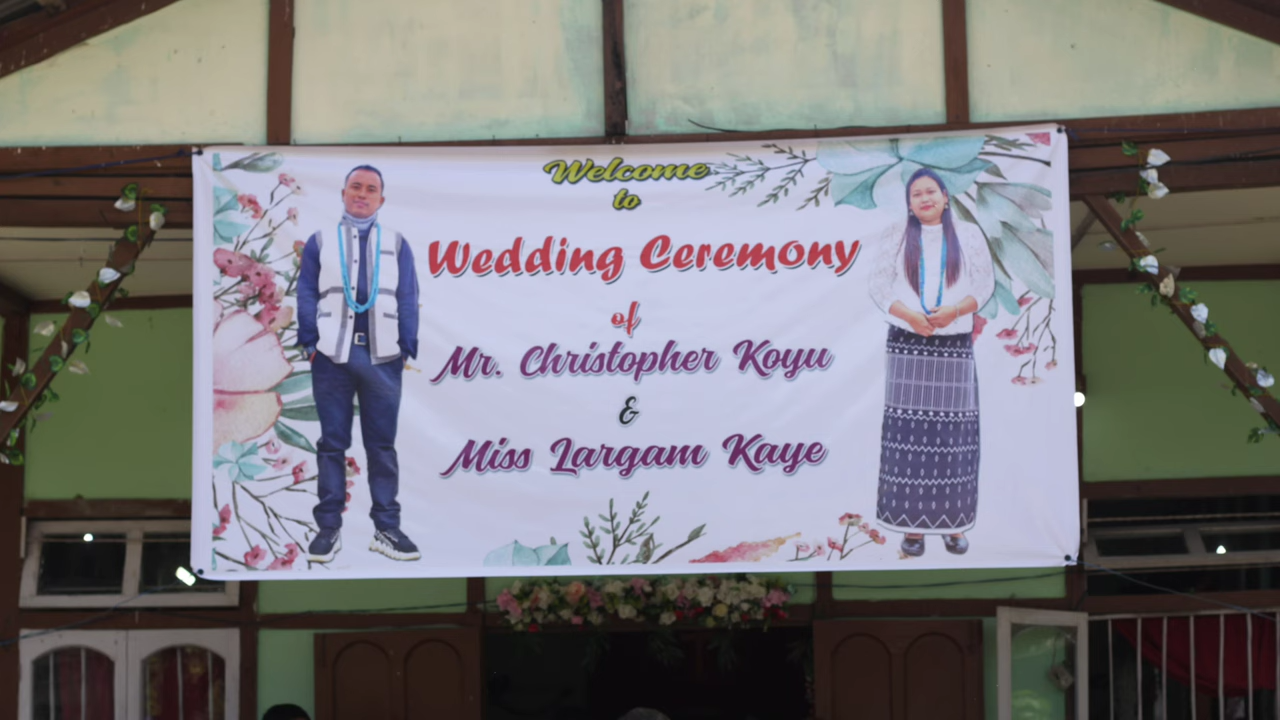 Welcome
to
Wedding Ceremony
of
Mr. Christopher Koyu
&
Miss Largam Kaye